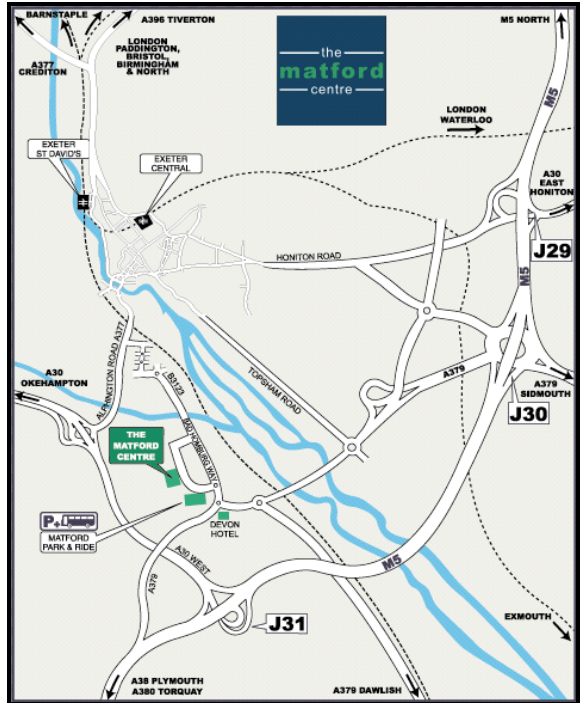 BARNSTAPLE
A396 TIVERTON
M5 NORTH
LONDON
PADDINGTON,
BRISTOL,
BIRMINGHAM
& NORTH
A377
CREDITON
the
matford
centre
M5
LONDON
WATERLOO
EXETER
ST DAVID'S
EXETER
CENTRAL
A30
EAST
HONITON
J29
HONITON ROAD
M5
ALPHINGTON ROAD A377
A30
OKEHAMPTON
B3123
TOPSHAM ROAD
A379
A379
SIDMOUTH
J30
BAD HOMBURG WAY
THE
MATFORD
CENTRE
P+
MATFORD
PARK & RIDE
DEVON
HOTEL
A30 WEST
A379
M5
J31
EXMOUTH
A38 PLYMOUTH
A380 TORQUAY
A379 DAWLISH